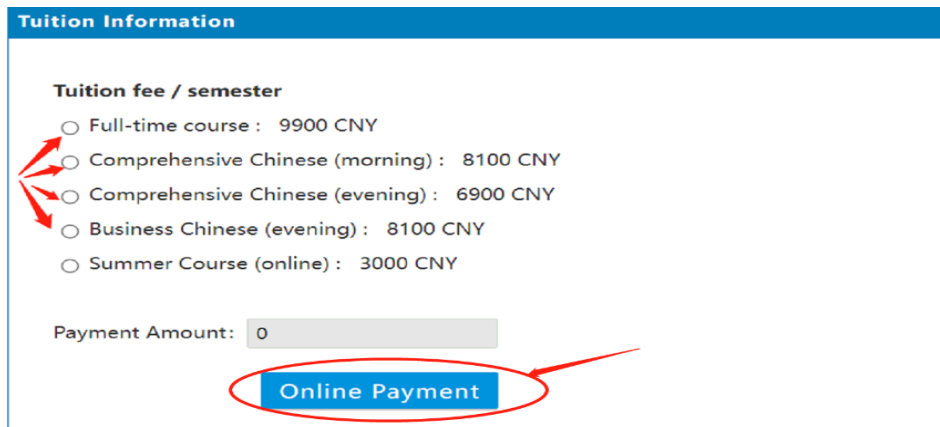 Tuition Information
Tuition fee / semester
Full-time course : 9900 CNY
Comprehensive Chinese (morning) : 8100 CNY
Comprehensive Chinese (evening) : 6900 CNY
Business Chinese (evening) : 8100 CNY
Summer Course (online) : 3000 CNY
Payment Amount: 0
Online Payment